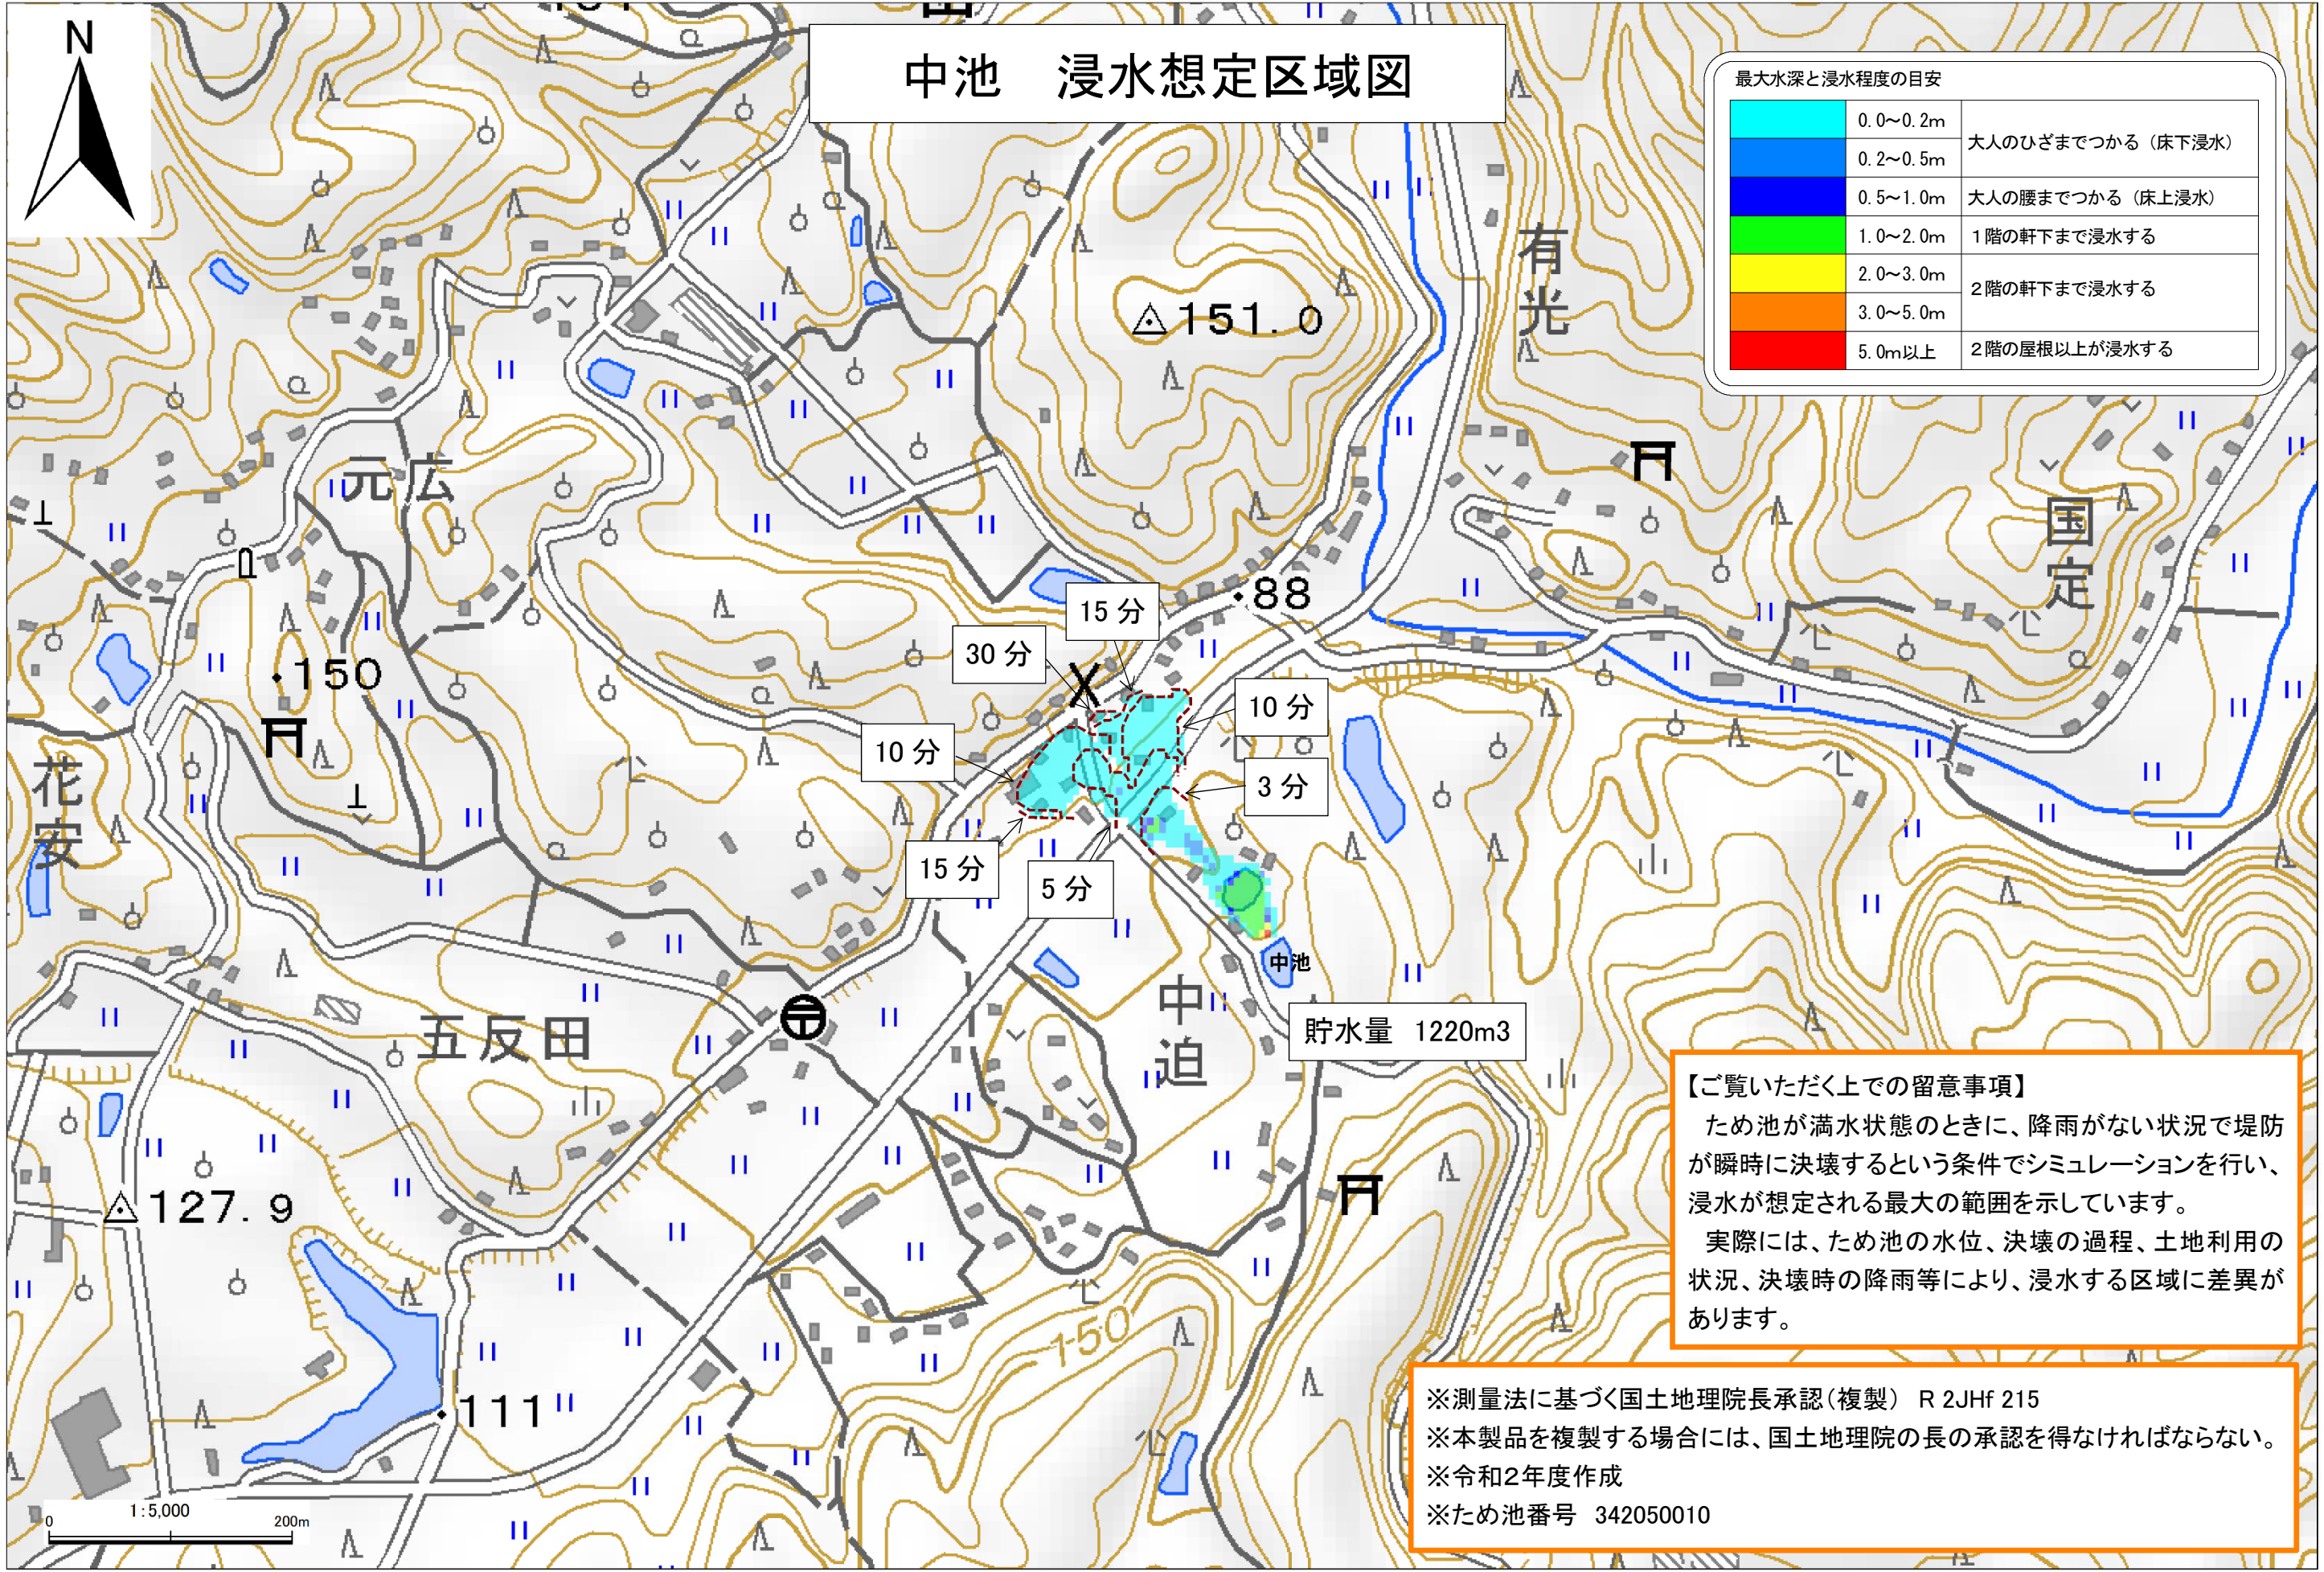 N
中池　浸水想定区域図
最大水深と浸水程度の目安
0.0～0.2m
大人のひざまでつかる（床下浸水）
0.2～0.5m
0.5～1.0m　大人の腰までつかる（床上浸水）
1.0～2.0m　1階の軒下まで浸水する
2.0～3.0m
2階の軒下まで浸水する
3.0～5.0m
5.0m以上　2階の屋根以上が浸水する
有光
151.0
元広
国定
88
15分
30分
150
10分
10分
3分
花安
15分
5分
中池
中迫
貯水量　1220m3
五反田
127.9
150
111
【ご覧いただく上での留意事項】
ため池が満水状態のときに、降雨がない状況で堤防
が瞬時に決壊するという条件でシミュレーションを行い、
浸水が想定される最大の範囲を示しています。
実際には、ため池の水位、決壊の過程、土地利用の
状況、決壊時の降雨等により、浸水する区域に差異が
あります。
※測量法に基づく国土地理院長承認（複製）　R 2JHf 215
※本製品を複製する場合には、国土地理院の長の承認を得なければならない。
※令和2年度作成
※ため池番号　342050010
1:5,000
0　200m